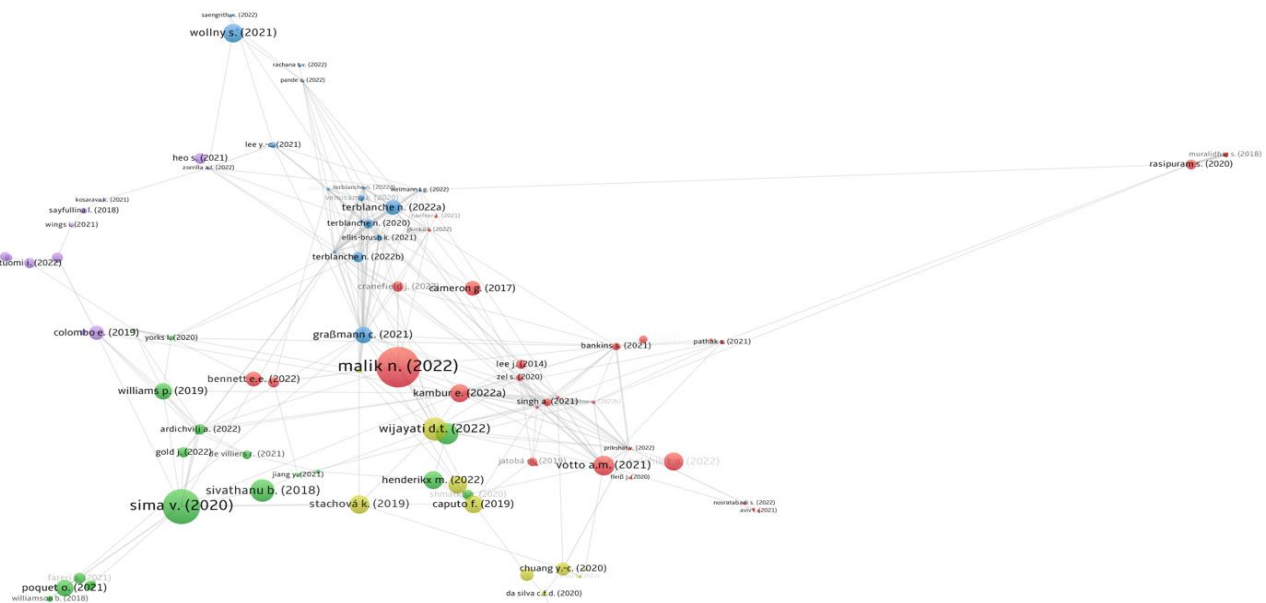 saengrith w. (2022)
wollny s. (2021)
rachana t.v. (2022)
pande s. (2022)
lee y.-c. (2021)
heo s. (2021)
zorrilla a.l. (2022)
muralidhar s. (2018)
rasipuram s. (2020)
terblanche n. (2022c)
weimann t.g. (2022)
kosarava k. (2021)
sayfullina l. (2018)
terblanche n. (2022a)
wings i. (2021)
terblanche n. (2020)
ellis-brush k. (2021)
tuomi i. (2022)
terblanche n. (2022b)
cranefield j. (2022)
cameron g. (2017)
colombo e. (2019)
yorks l. (2020)
graßmann c. (2021)
bankins s. (2021)
pathak s. (2021)
malik n. (2022)
lee j. (2014)
zel s. (2020)
bennett e.e. (2022)
williams p. (2019)
kambur e. (2022a)
singh a. (2021)
ardichvili a. (2022)
wijayati d.t. (2022)
gold j. (2022)
de villiers r. (2021)
prikshat v. (2022)
jatobá m. (2019)
votto a.m. (2021)
jiang y. (2021)
henderikx m. (2022)
fleiß j. (2020)
sivathanu b. (2018)
sima v. (2020)
stachová k. (2019)
caputo f. (2019)
nosratabadi s. (2022)
aviv i. (2021)
chuang y.-c. (2020)
poquet o. (2021)
da silva c.f.d. (2020)
williamson b. (2018)